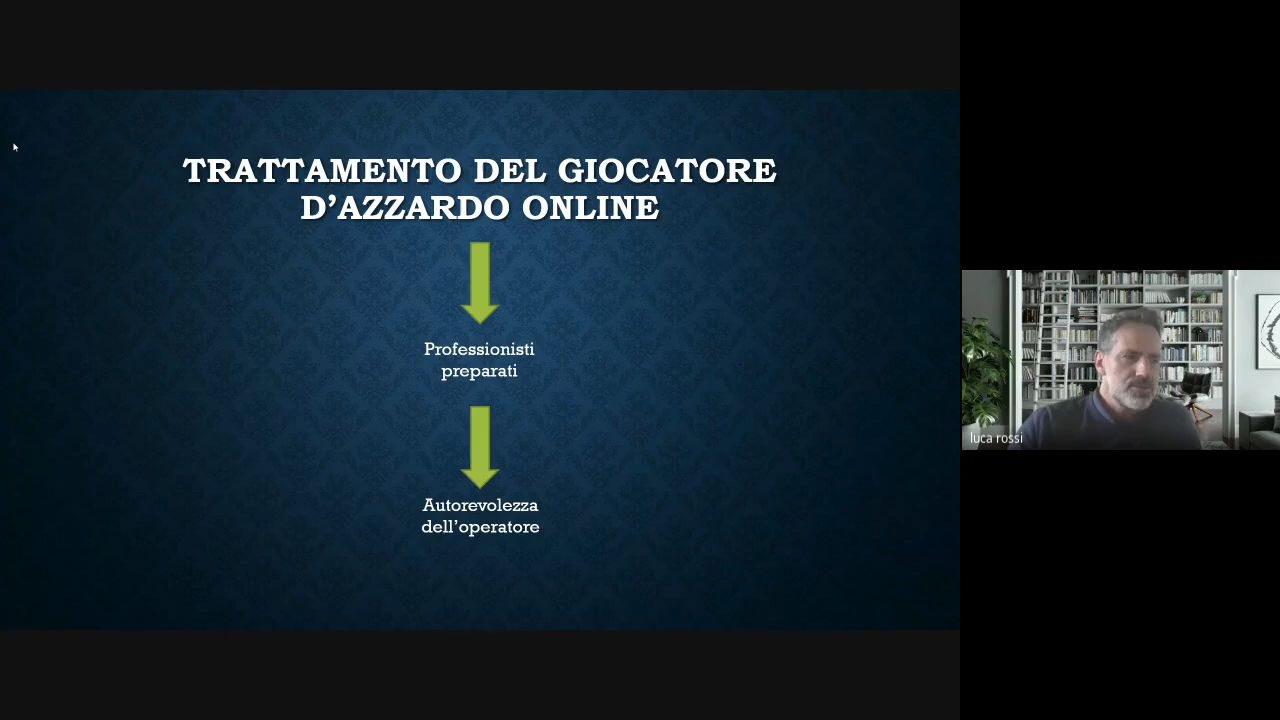 TRATTAMENTO DEL GIOCATORE
D’AZZARDO ONLINE
Professionisti
preparati
Autorevolezza
dell’operatore
luca rossi